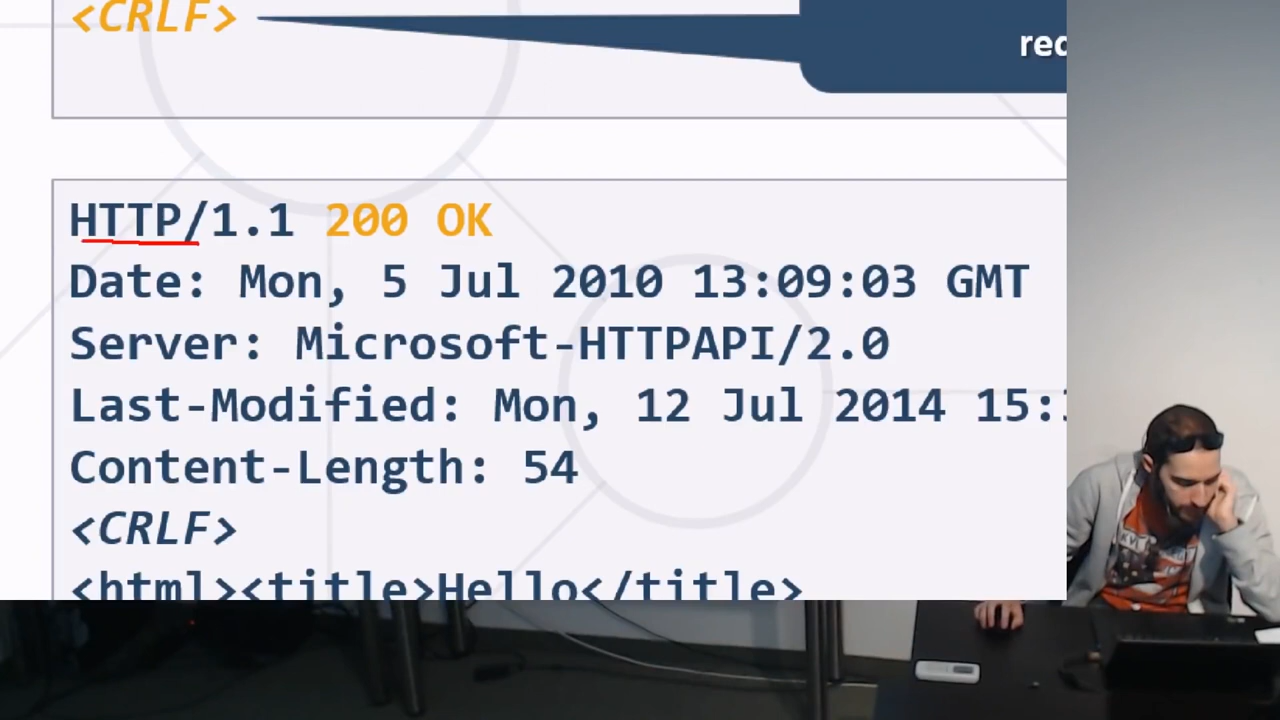 <CRLF>
HTTP/1.1 200 OK
Date: Mon, 5 Jul 2010 13:09:03 GMT
Server: Microsoft-HTTPAPI/2.0
Last-Modified: Mon, 12 Jul 2014 15:
Content-Length: 54
<CRLF>
<html><title>Hello</title>